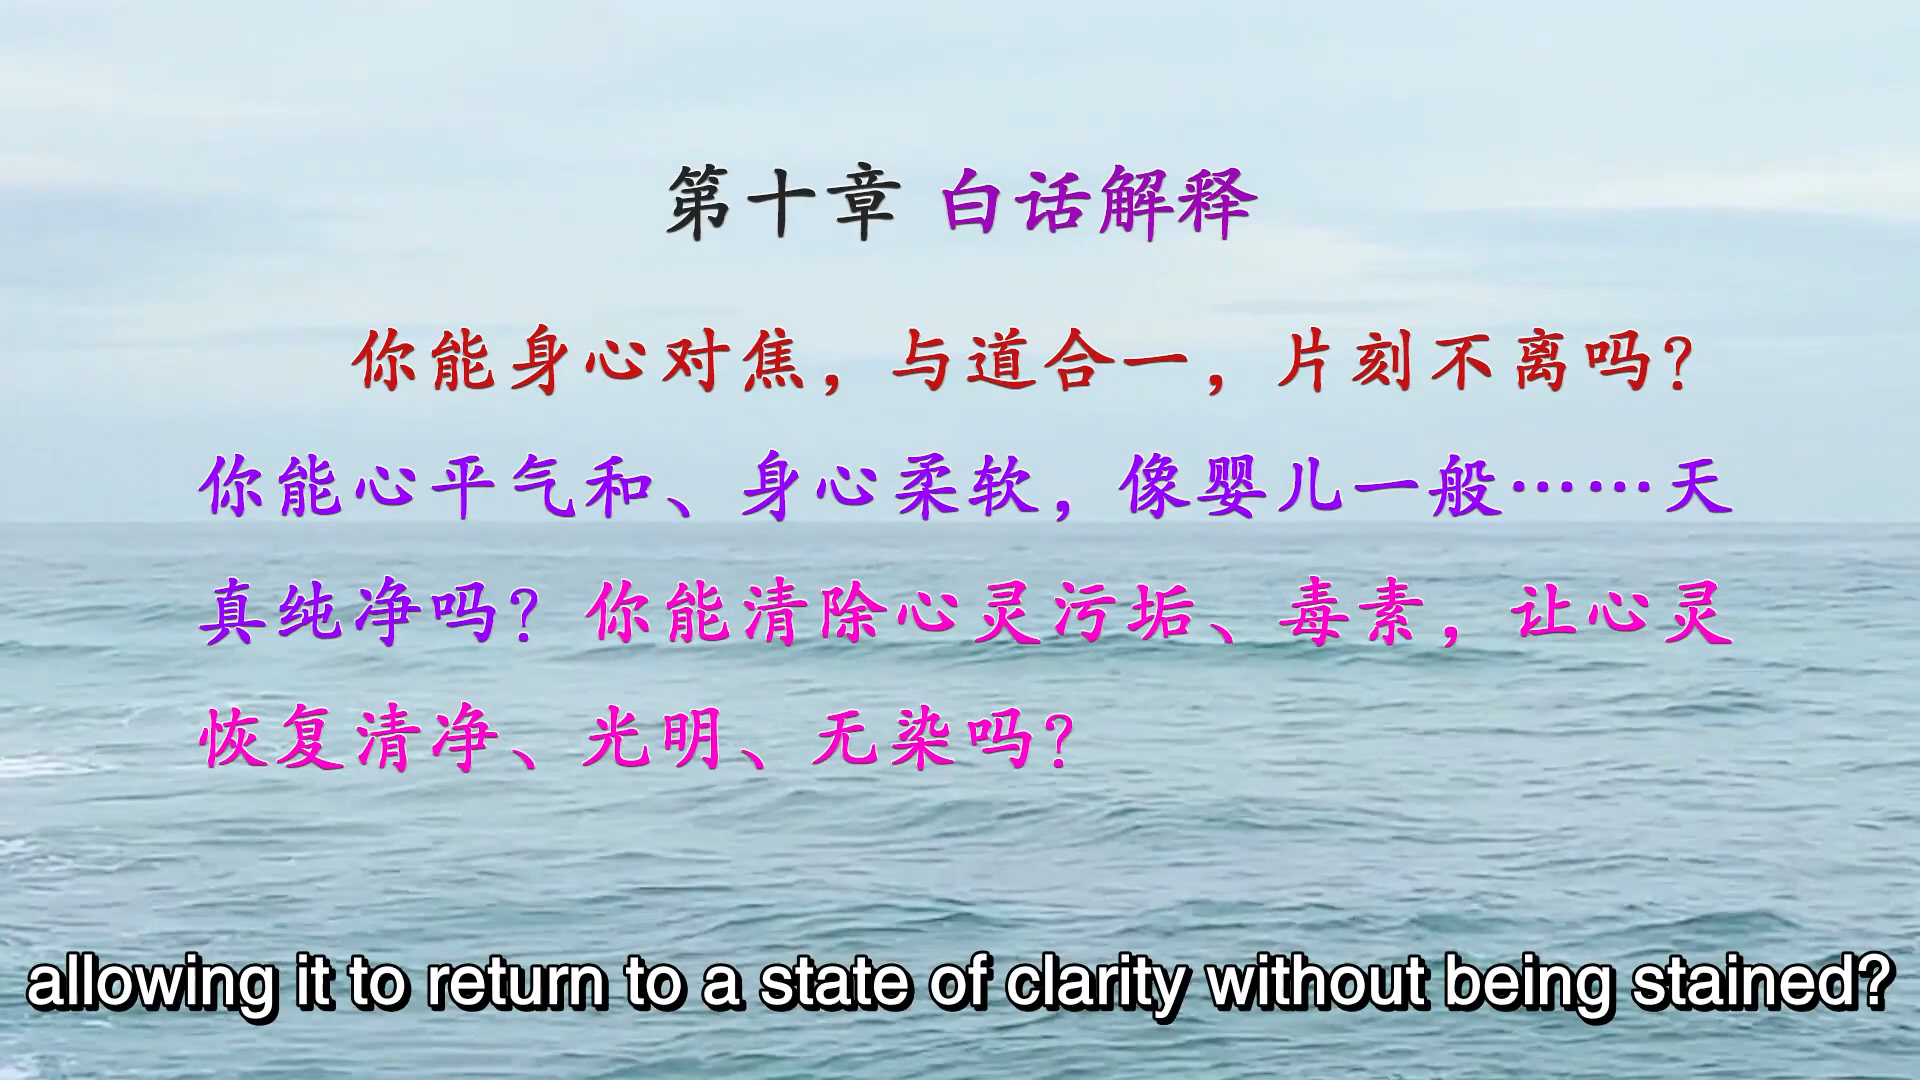 第十章 白话解释
你能身心对焦，与道合一，片刻不离吗？
你能心平气和、身心柔软，像婴儿一般……天
真纯净吗？你能清除心灵污垢、毒素，让心灵
恢复清净、光明、无染吗？
allowing it to return to a state of clarity without being stained?